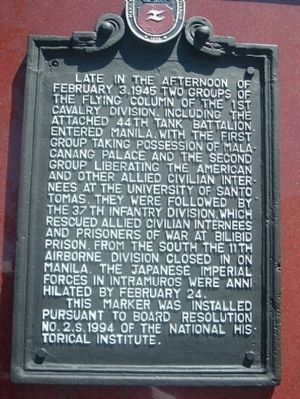 LATE IN THE AFTERNOON OF
FEBRUARY 3.1945 TWO GROUPS OF
THE FLYING COLUMN OF THE 1ST
CAVALRY DIVISION, INCLUDING THE
ATTACHED 44TH TANK BATTALION
ENTERED MANILA, WITH THE FIRST
GROUP TAKING POSSESSION OF MALA-
CANANG PALACE AND THE SECOND
GROUP LIBERATING THE AMERICAN
AND OTHER ALLIED CIVILIAN INTER-
NEES AT THE UNIVERSITY OF SANTO
TOMAS. THEY WERE FOLLOWED BY
THE 37TH INFANTRY DIVISION, WHICH
RESCUED ALLIED CIVILIAN INTERNEES
AND PRISONERS OF WAR AT BILIBID
PRISON. FROM THE SOUTH THE 11TH
AIRBORNE DIVISION CLOSED IN ON
MANILA. THE JAPANESE IMPERIAL
FORCES IN INTRAMUROS WERE ANNI
HILATED BY FEBRUARY 24.
THIS MARKER WAS INSTALLED
PURSUANT TO BOARD RESOLUTION
NO.2,S.1994 OF THE NATIONAL HIS-
TORICAL INSTITUTE.